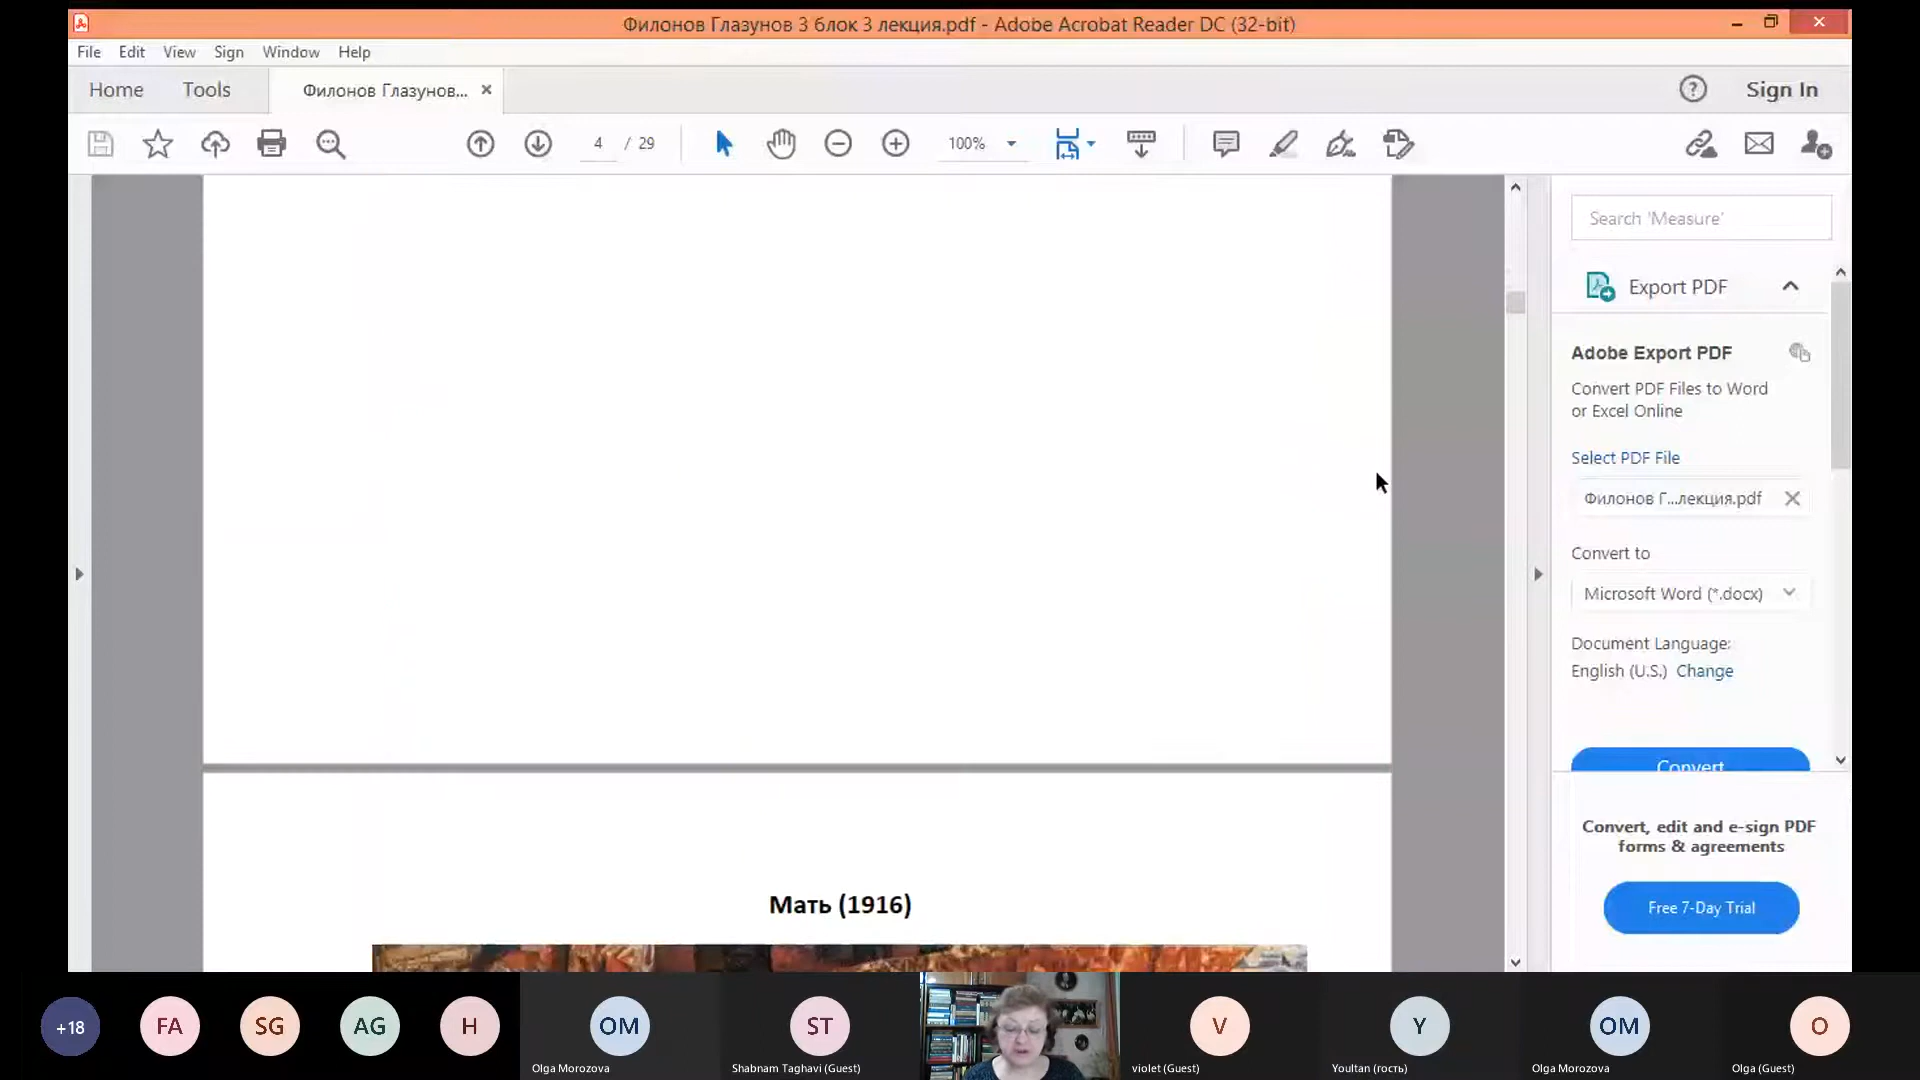 Филонов Глазунов 3 блок 3 лекция.pdf - Adobe Acrobat Reader DC (32-bit)
File Edit View Sign Window Help
Home Tools Филонов Глазунов... Sign In
4 / 29 100%
Search 'Measure'
Export PDF
Adobe Export PDF
Convert PDF Files to Word
or Excel Online
Select PDF File
Филонов Г...лекция.pdf
Convert to
Microsoft Word (*.docx)
Document Language:
English (U.S.) Change
Convert
Convert, edit and e-sign PDF
forms & agreements
Free 7-Day Trial
Мать (1916)
+18 FA SG AG H OM ST V Y OM O
Olga Morozova Shabnam Taghavi (Guest) violet (Guest) Youltan (гость) Olga Morozova Olga (Guest)